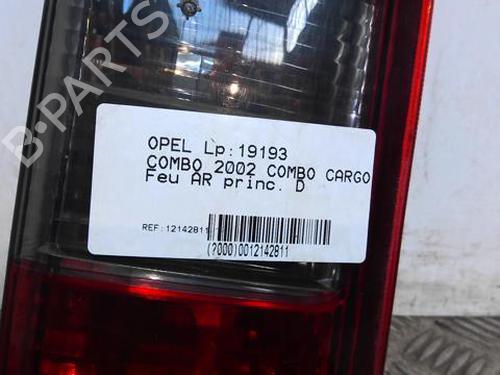 B-PARTS
OPEL Lp:19193
COMBO 2002 COMBO CARGO
Feu AR princ. D
REF:12142811
(?000)0012142811